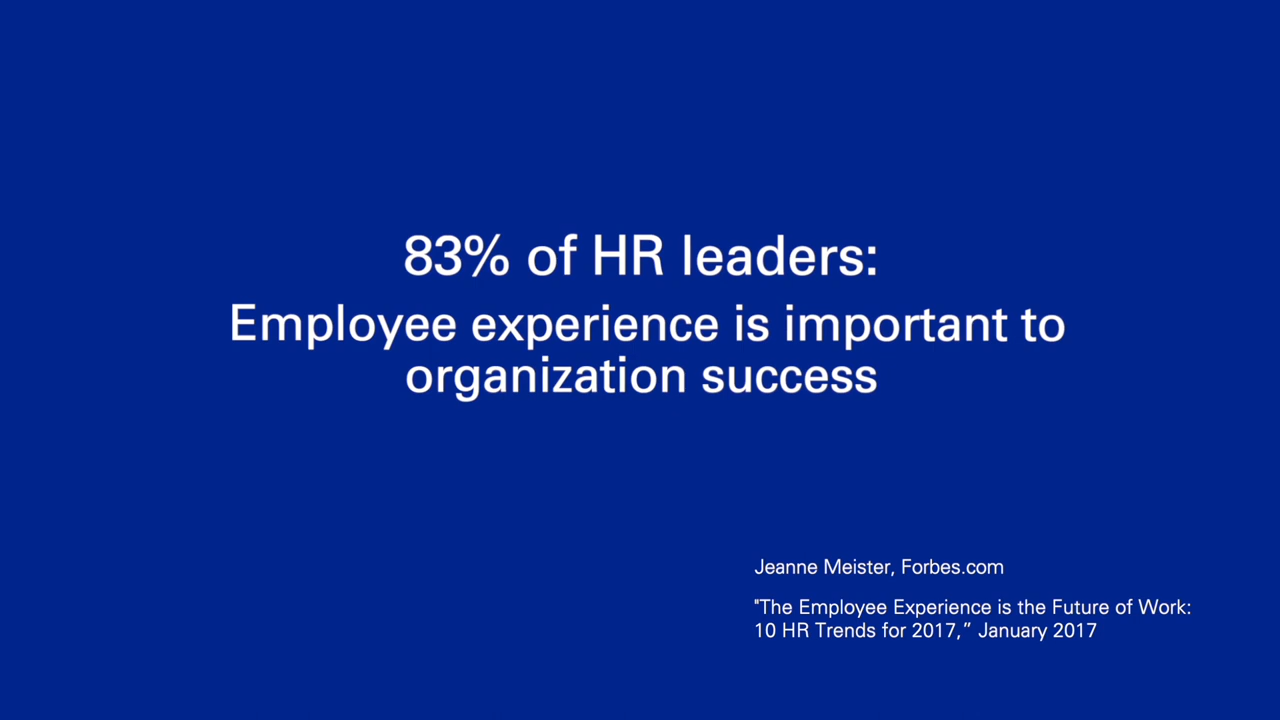 83% of HR leaders:
Employee experience is important to
organization success
Jeanne Meister, Forbes.com
"The Employee Experience is the Future of Work:
10 HR Trends for 2017,” January 2017